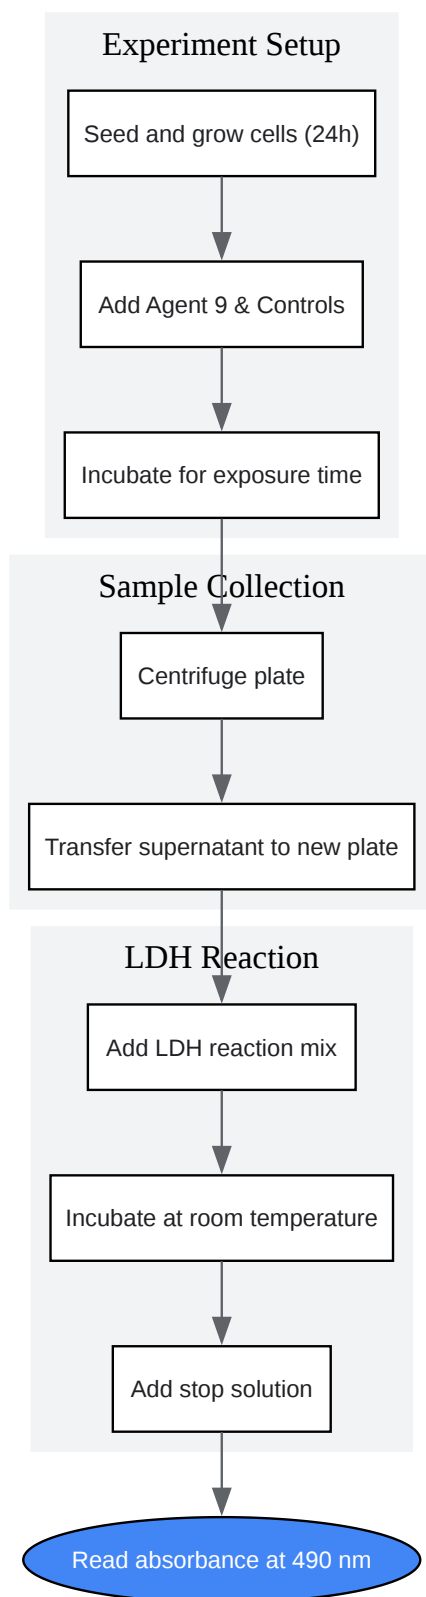 Experiment Setup
Seed and grow cells (24h)
Add Agent 9 & Controls
Incubate for exposure time
Sample Collection
Centrifuge plate
Transfer supernatant to new plate
LDH Reaction
Add LDH reaction mix
Incubate at room temperature
Add stop solution
Read absorbance at 490 nm